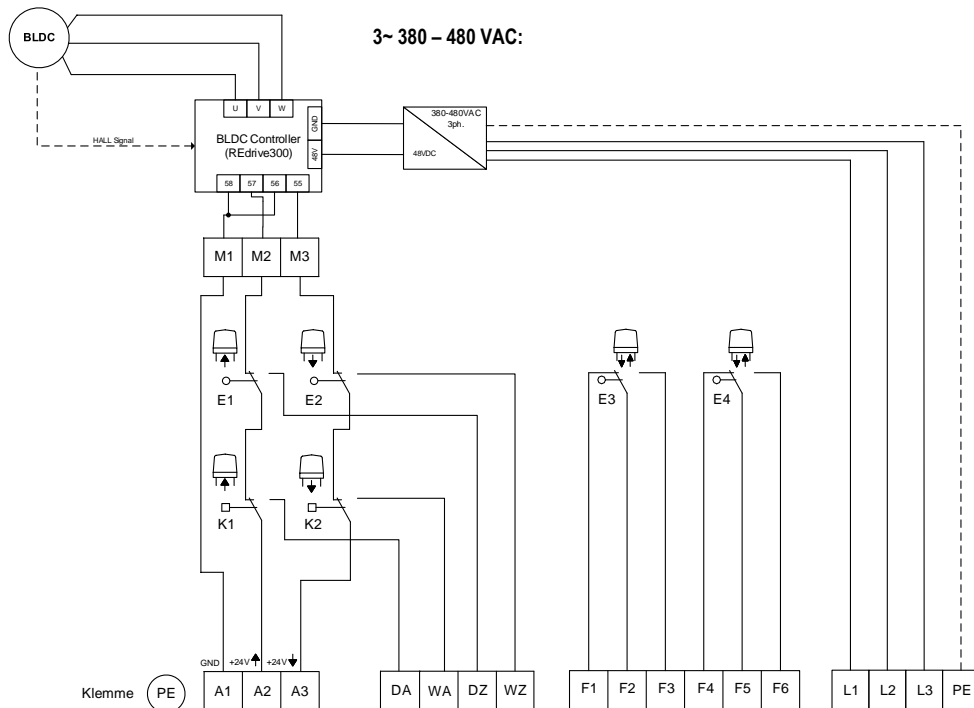 3~ 380 – 480 VAC:
BLDC
U V W
GND
48V
380-480VAC
3ph.
48VDC
BLDC Controller
(REdrive300)
HALL Signal
58 57 56 55
M1 M2 M3
E1 E2 E3 E4
K1 K2
GND +24V +24V
Klemme PE A1 A2 A3 DA WA DZ WZ F1 F2 F3 F4 F5 F6 L1 L2 L3 PE